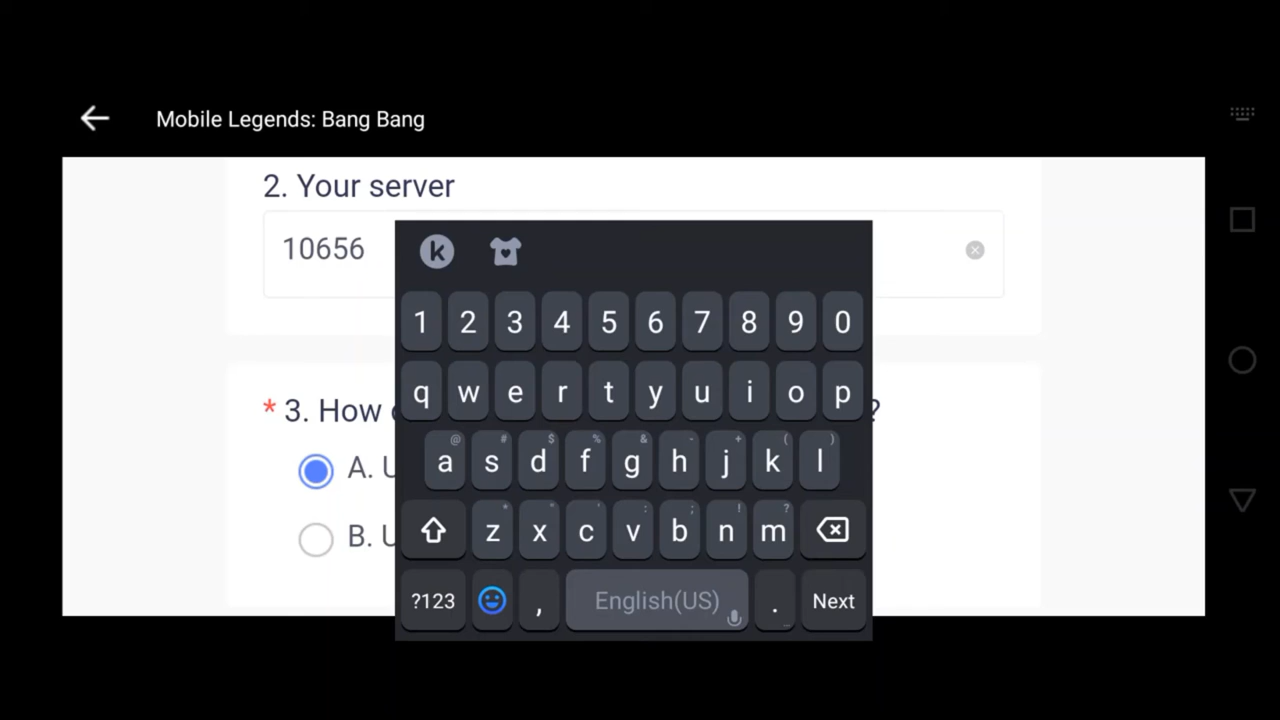 Mobile Legends: Bang Bang
2. Your server
10656
k
1 2 3 4 5 6 7 8 9 0
q w e r t y u i o p
* 3. How ?
@ # $ % & - + ( )
a s d f g h j k l
A. U
* " ' : ; ! ?
z x c v b n m
B. U
?123 , English(US) . _ Next